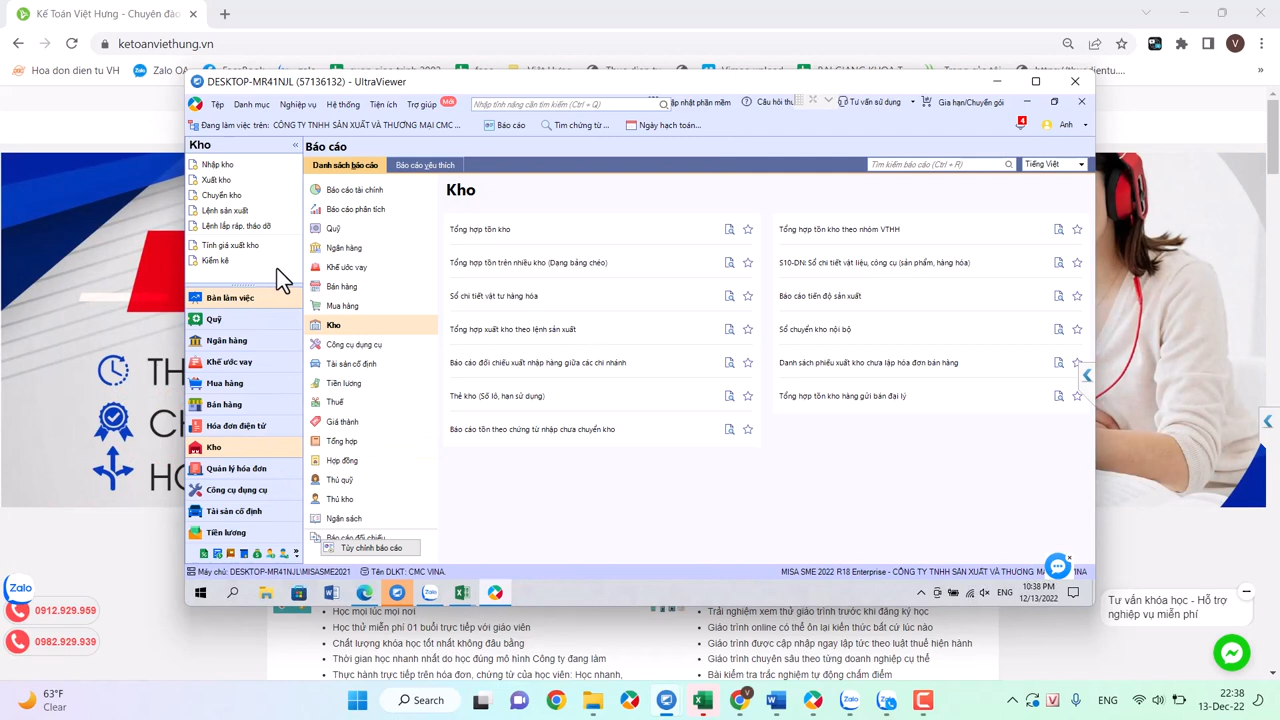 Kế Toán Việt Hưng - Chuyên đào
ketoanviethung.vn
V
Hoa don dien tu VH
Zalo OA
DESKTOP-MR41NJL (57136132) - UltraViewer
Tệp Danh mục Nghiệp vụ Hệ thống Tiện ích Trợ giúp Mới
Nhập tính năng cần tìm kiếm (Ctrl + Q)
nhập phần mềm
Tư vấn sử dụng
Gia hạn/Chuyển gói
Đang làm việc trên: CÔNG TY TNHH SẢN XUẤT VÀ THƯƠNG MẠI CMC ...
Báo cáo
Tìm chứng từ ...
Ngày hạch toán...
4
Anh
Kho
«
Nhập kho
Xuất kho
Chuyển kho
Lệnh sản xuất
Lệnh lắp ráp, tháo dỡ
Tính giá xuất kho
Kiểm kê
Bàn làm việc
Quỹ
Ngân hàng
Khế ước vay
Mua hàng
Bán hàng
Hóa đơn điện tử
Kho
Quản lý hóa đơn
Công cụ dụng cụ
Tài sản cố định
Tiền lương
Báo cáo
Danh sách báo cáo
Báo cáo yêu thích
Tìm kiếm báo cáo (Ctrl + R)
Tiếng Việt
Báo cáo tài chính
Báo cáo phân tích
Quỹ
Ngân hàng
Khế ước vay
Bán hàng
Mua hàng
Kho
Công cụ dụng cụ
Tài sản cố định
Tiền lương
Thuế
Giá thành
Tổng hợp
Hợp đồng
Thủ quỹ
Thủ kho
Ngân sách
Báo cáo đối chiếu
Tùy chỉnh báo cáo
Kho
Tổng hợp tồn kho
Tổng hợp tồn trên nhiều kho (Dạng bảng chéo)
Sổ chi tiết vật tư hàng hóa
Tổng hợp xuất kho theo lệnh sản xuất
Báo cáo đối chiếu xuất nhập hàng giữa các chi nhánh
Thẻ kho (Số lô, hạn sử dụng)
Báo cáo tồn theo chứng từ nhập chưa chuyển kho
Tổng hợp tồn kho theo nhóm VTHH
S10-DN: Sổ chi tiết vật liệu, công cụ (sản phẩm, hàng hóa)
Báo cáo tiến độ sản xuất
Sổ chuyển kho nội bộ
Danh sách phiếu xuất kho chưa lập hóa đơn bán hàng
Tổng hợp tồn kho hàng gửi bán đại lý
Máy chủ: DESKTOP-MR41NJL\MISASME2021
Tên DLKT: CMC VINA.
MISA SME 2022 R18 Enterprise - CÔNG TY TNHH SẢN XUẤT VÀ THƯƠNG
ENG
10:38 PM
12/13/2022
TH
Zalo
0912.929.959
0982.929.939
Học mọi lúc mọi nơi
Học thử miễn phí 01 buổi trực tiếp với giáo viên
Chất lượng khóa học tốt nhất không đâu bằng
Thời gian học nhanh nhất do học đúng mô hình Công ty đang làm
Thực hành trực tiếp trên hóa đơn, chứng từ của học viên: Học nhanh,
Trải nghiệm xem thử giáo trình trước khi đăng ký học
Giáo trình online có thể ôn lại kiến thức bất cứ lúc nào
Giáo trình được cập nhập ngay lập tức theo luật thuế hiện hành
Giáo trình chuyên sâu theo từng doanh nghiệp cụ thể
Bài kiểm tra trắc nghiệm tự động chấm điểm
Tư vấn khóa học - Hỗ trợ
nghiệp vụ miễn phí
63°F
Clear
Search
ENG
22:38
13-Dec-22